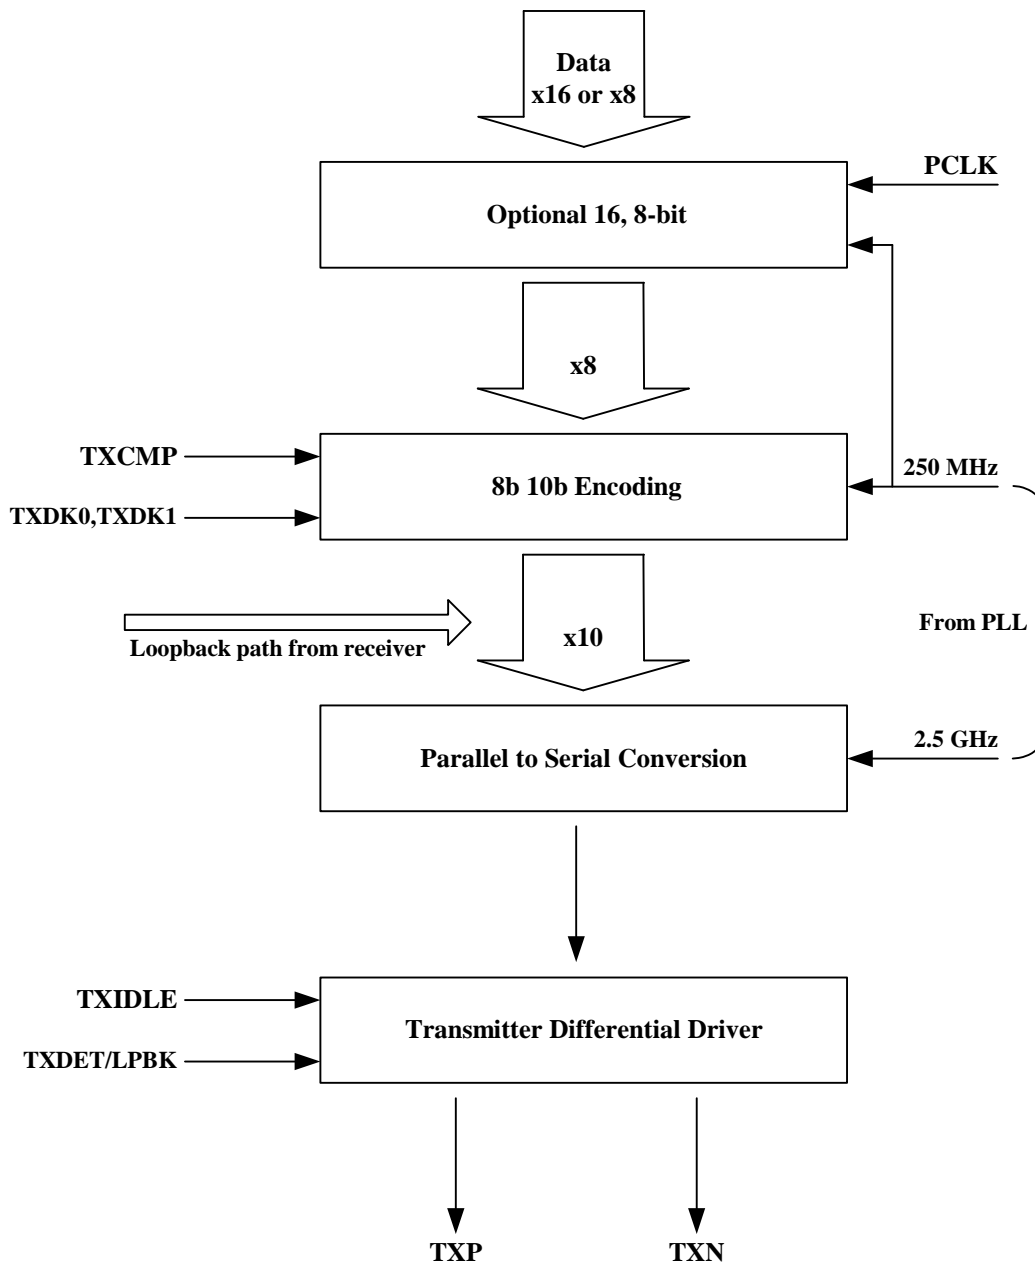 Data
x16 or x8
PCLK
Optional 16, 8-bit
x8
TXCMP
250 MHz
8b 10b Encoding
TXDK0,TXDK1
From PLL
x10
Loopback path from receiver
2.5 GHz
Parallel to Serial Conversion
TXIDLE
Transmitter Differential Driver
TXDET/LPBK
TXP
TXN